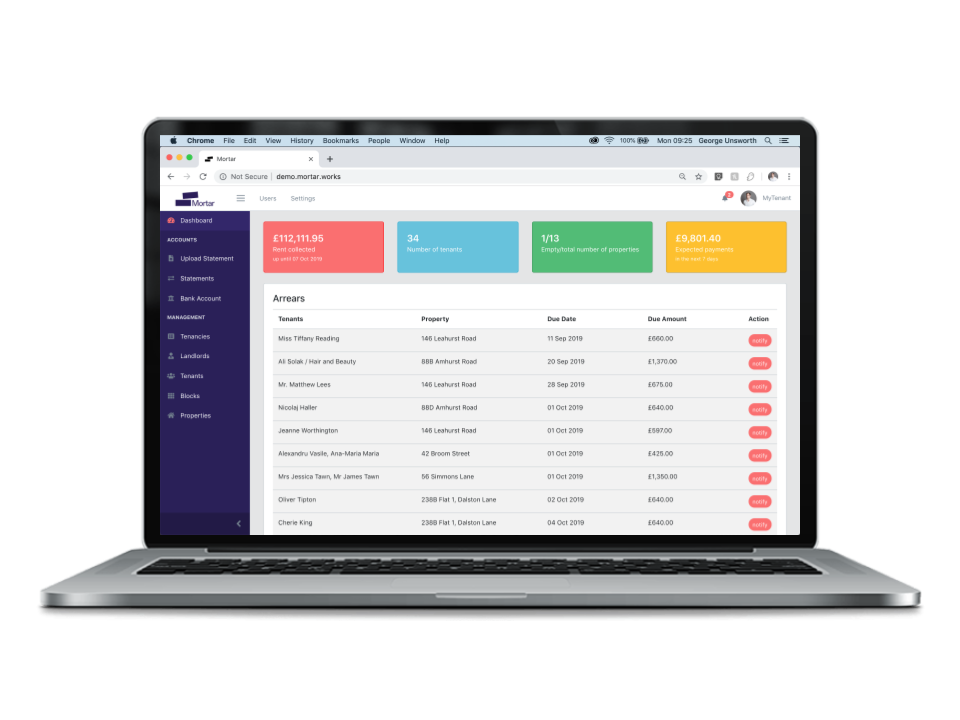 Chrome File Edit View History Bookmarks People Window Help 100% Mon 09:25 George Unsworth
Mortar
Not Secure | demo.mortar.works
Mortar Users Settings 2 MyTenant
Dashboard
ACCOUNTS
Upload Statement
Statements
Bank Account
MANAGEMENT
Tenancies
Landlords
Tenants
Blocks
Properties
£112,111.95
Rent collected
up until 07 Oct 2019
34
Number of tenants
1/13
Empty/total number of properties
£9,801.40
Expected payments
in the next 7 days
Arrears
Tenants Property Due Date Due Amount Action
Miss Tiffany Reading 146 Leahurst Road 11 Sep 2019 £660.00 notify
Ali Solak / Hair and Beauty 88B Amhurst Road 20 Sep 2019 £1,370.00 notify
Mr. Matthew Lees 146 Leahurst Road 28 Sep 2019 £675.00 notify
Nicolaj Haller 88D Amhurst Road 01 Oct 2019 £640.00 notify
Jeanne Worthington 146 Leahurst Road 01 Oct 2019 £597.00 notify
Alexandru Vasile, Ana-Maria Maria 42 Broom Street 01 Oct 2019 £425.00 notify
Mrs Jessica Tawn, Mr James Tawn 56 Simmons Lane 01 Oct 2019 £1,350.00 notify
Oliver Tipton 238B Flat 1, Dalston Lane 02 Oct 2019 £640.00 notify
Cherie King 238B Flat 1, Dalston Lane 04 Oct 2019 £640.00 notify